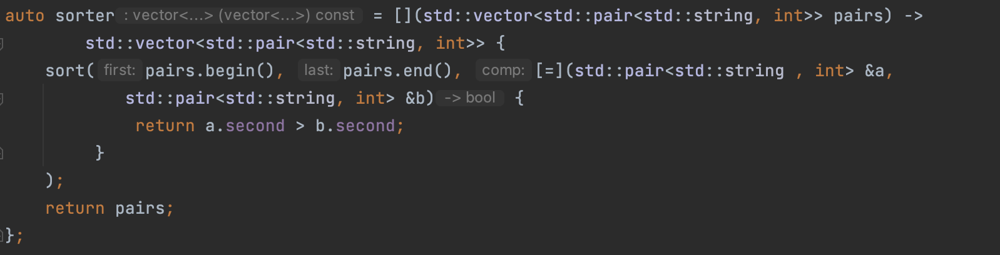 auto sorter : vector<...> (vector<...>) const = [](std::vector<std::pair<std::string, int>> pairs) ->
std::vector<std::pair<std::string, int>> {
sort( first: pairs.begin(), last: pairs.end(), comp: [=](std::pair<std::string , int> &a,
std::pair<std::string, int> &b) -> bool {
return a.second > b.second;
}
);
return pairs;
};